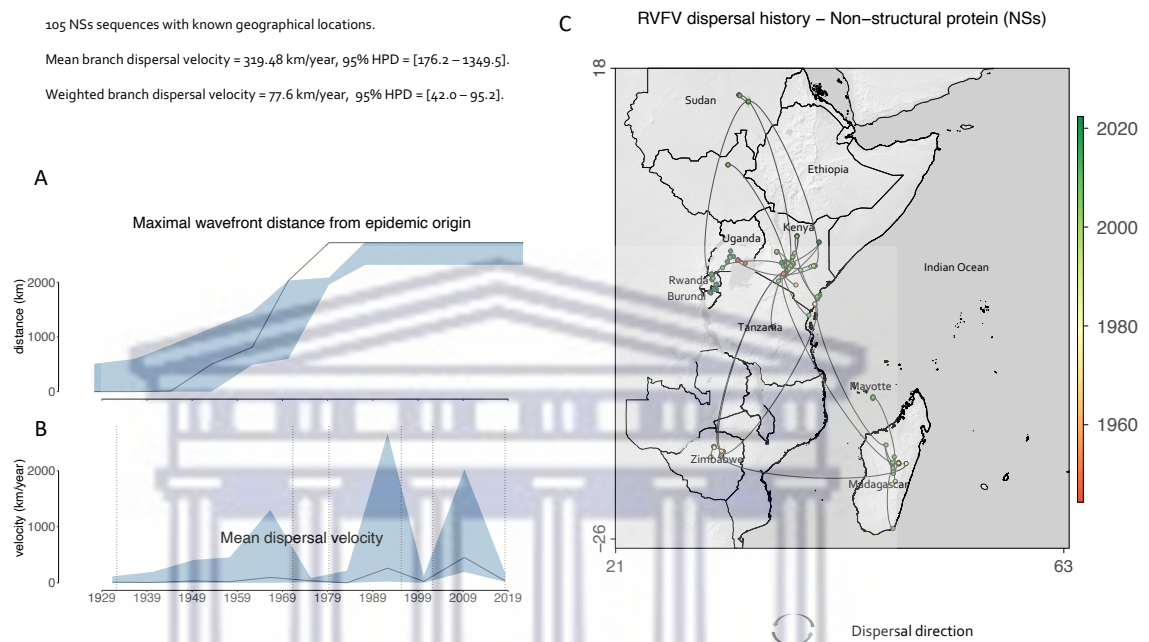 105 NSs sequences with known geographical locations.
Mean branch dispersal velocity = 319.48 km/year, 95% HPD = [176.2 – 1349.5].
Weighted branch dispersal velocity = 77.6 km/year, 95% HPD = [42.0 – 95.2].
A
Maximal wavefront distance from epidemic origin
distance (km)
2000
1000
0
B
velocity (km/year)
2000
1000
0
Mean dispersal velocity
1929 1939 1949 1959 1969 1979 1989 1999 2009 2019
C
RVFV dispersal history – Non–structural protein (NSs)
18
−26
21
63
Sudan
Ethiopia
Kenya
Uganda
Rwanda
Burundi
Indian Ocean
Tanzania
Mayotte
Zimbabwe
Madagascar
2020
2000
1980
1960
Dispersal direction